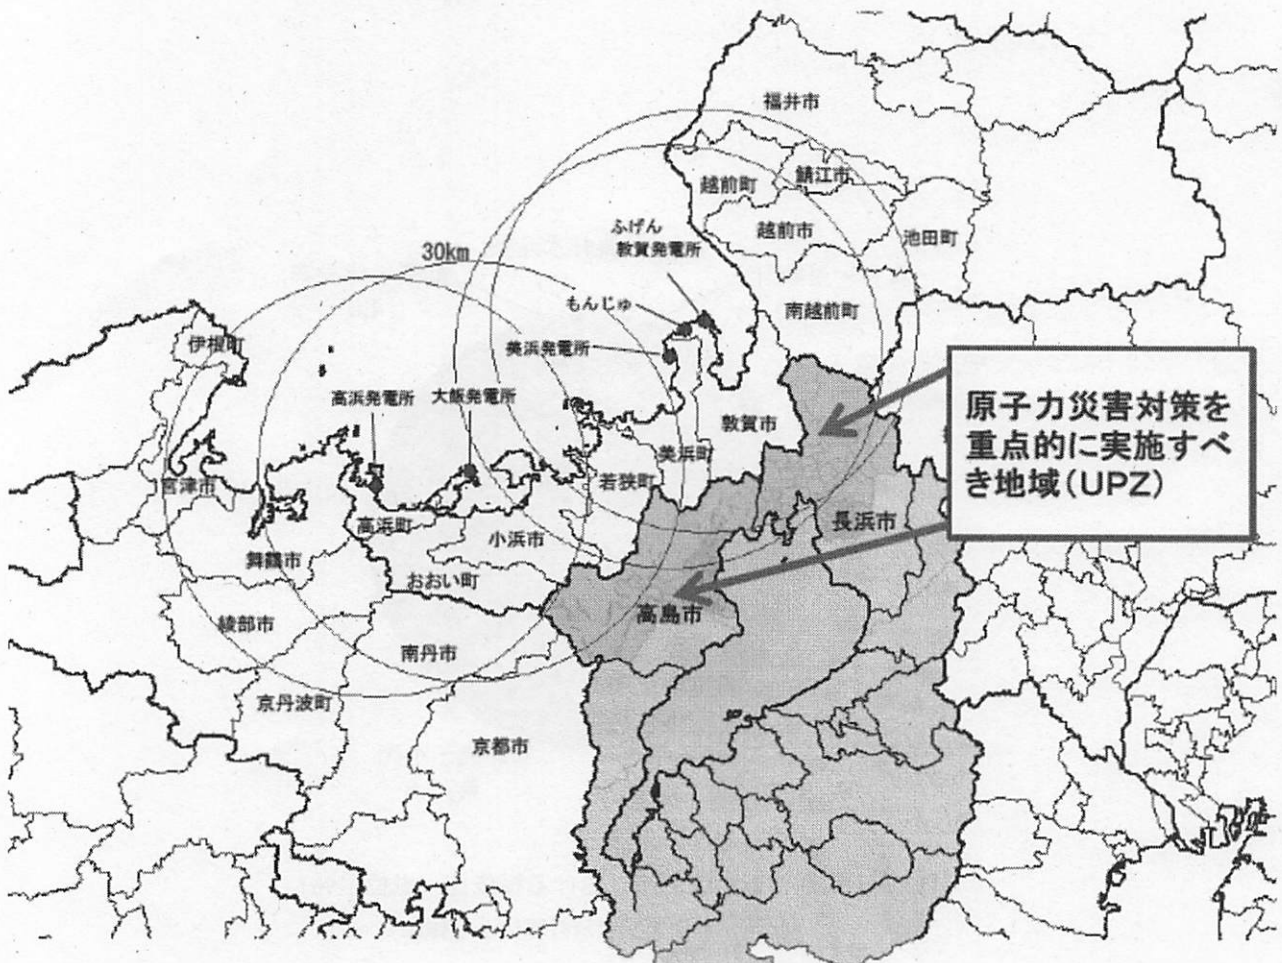 福井市
越前町
鯖江市
ふげん
敦賀発電所
越前市
池田町
30km
もんじゅ
南越前町
伊根町
美浜発電所
高浜発電所
大飯発電所
敦賀市
原子力災害対策を
重点的に実施すべ
き地域(UPZ)
美浜町
若狭町
宮津市
高浜町
長浜市
小浜市
舞鶴市
おおい町
高島市
綾部市
南丹市
京丹波町
京都市